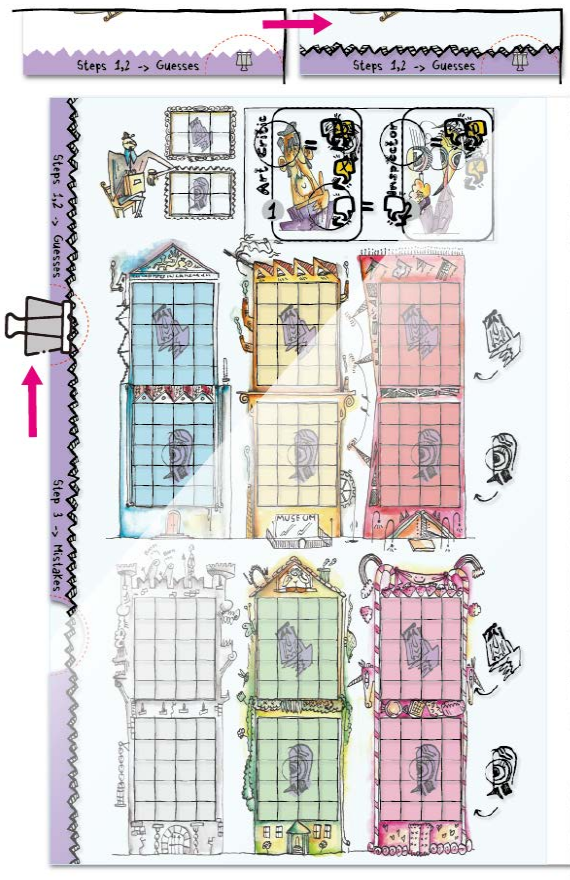 Steps 1,2 -> Guesses
Steps 1,2 -> Guesses
Steps 1,2 -> Guesses
Step 3 -> Mistakes
Art Critic
1
=
Inspector
=
MUSEUM